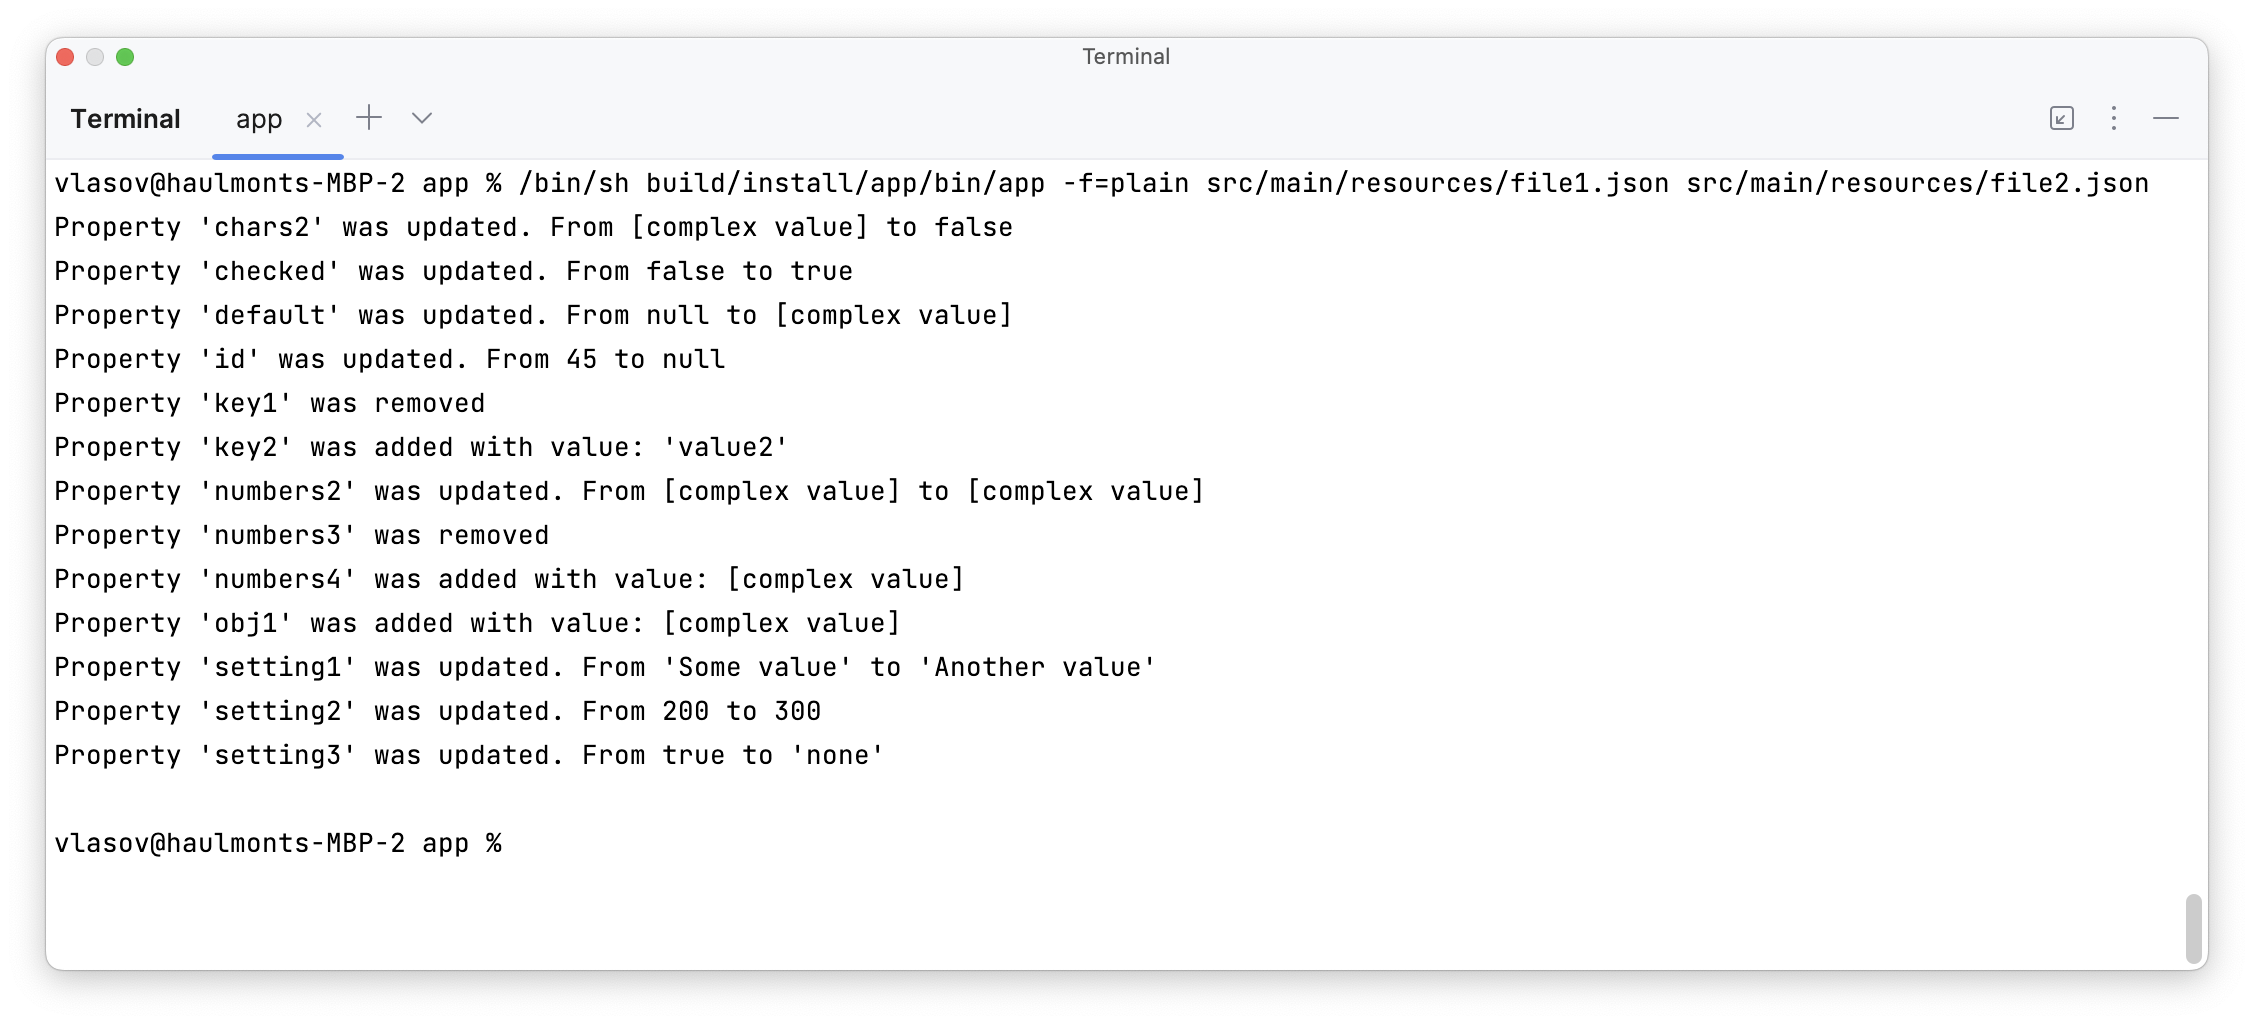 Terminal
Terminal app
vlasov@haulmonts-MBP-2 app % /bin/sh build/install/app/bin/app -f=plain src/main/resources/file1.json src/main/resources/file2.json
Property 'chars2' was updated. From [complex value] to false
Property 'checked' was updated. From false to true
Property 'default' was updated. From null to [complex value]
Property 'id' was updated. From 45 to null
Property 'key1' was removed
Property 'key2' was added with value: 'value2'
Property 'numbers2' was updated. From [complex value] to [complex value]
Property 'numbers3' was removed
Property 'numbers4' was added with value: [complex value]
Property 'obj1' was added with value: [complex value]
Property 'setting1' was updated. From 'Some value' to 'Another value'
Property 'setting2' was updated. From 200 to 300
Property 'setting3' was updated. From true to 'none'
vlasov@haulmonts-MBP-2 app %